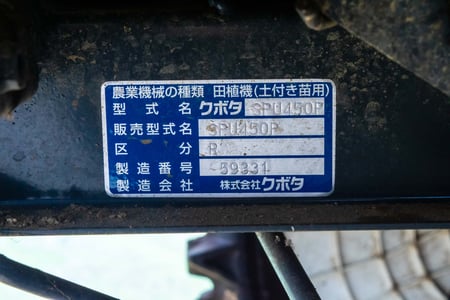 農業機械の種類 田植機(土付き苗用)
型式名 クボタ SPU450P
販売型式名 SPU450P
区分 R
製造番号 59331
製造会社 株式会社クボタ